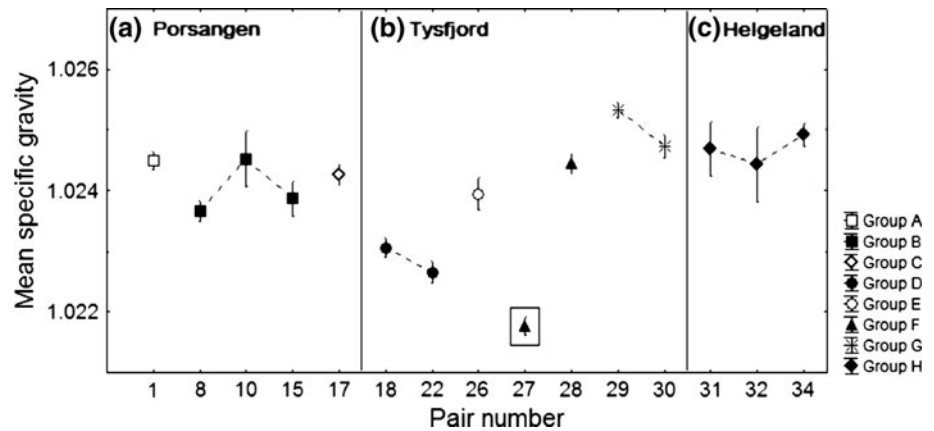 (a) Porsangen
(b) Tysfjord
(c) Helgeland
Mean specific gravity
1.026
1.024
1.022
1 8 10 15 17 18 22 26 27 28 29 30 31 32 34
Pair number
Group A
Group B
Group C
Group D
Group E
Group F
Group G
Group H